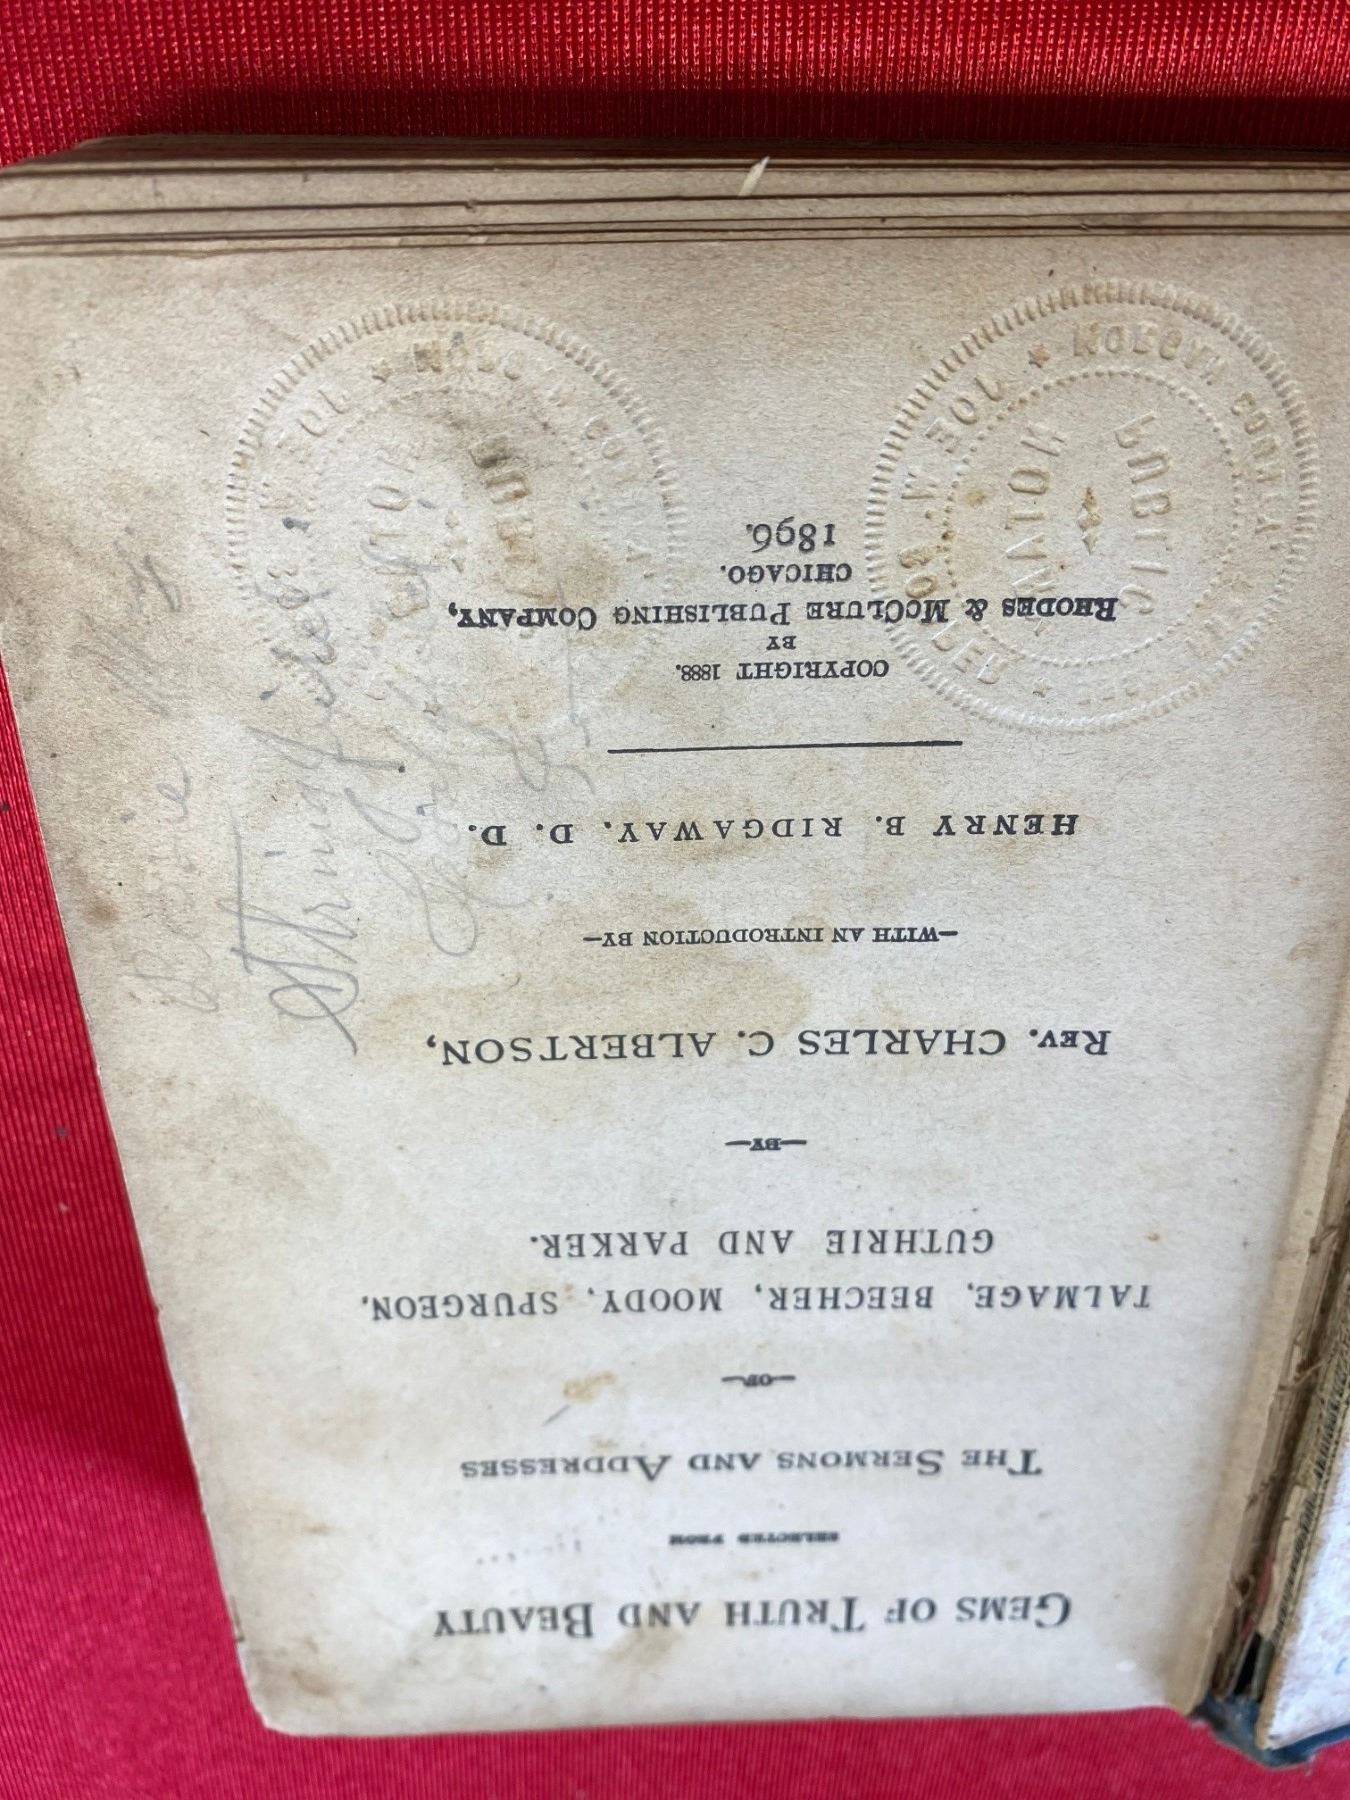 GEMS OF TRUTH AND BEAUTY
SELECTED FROM
THE SERMONS AND ADDRESSES
—OF—
TALMAGE, BEECHER, MOODY, SPURGEON,
GUTHRIE AND PARKER.
—BY—
REV. CHARLES C. ALBERTSON,
—WITH AN INTRODUCTION BY—
HENRY B. RIDGAWAY, D. D.
COPYRIGHT 1888.
BY
RHODES & MCCLURE PUBLISHING COMPANY,
CHICAGO.
1896.
JOE W.
PUBLIC